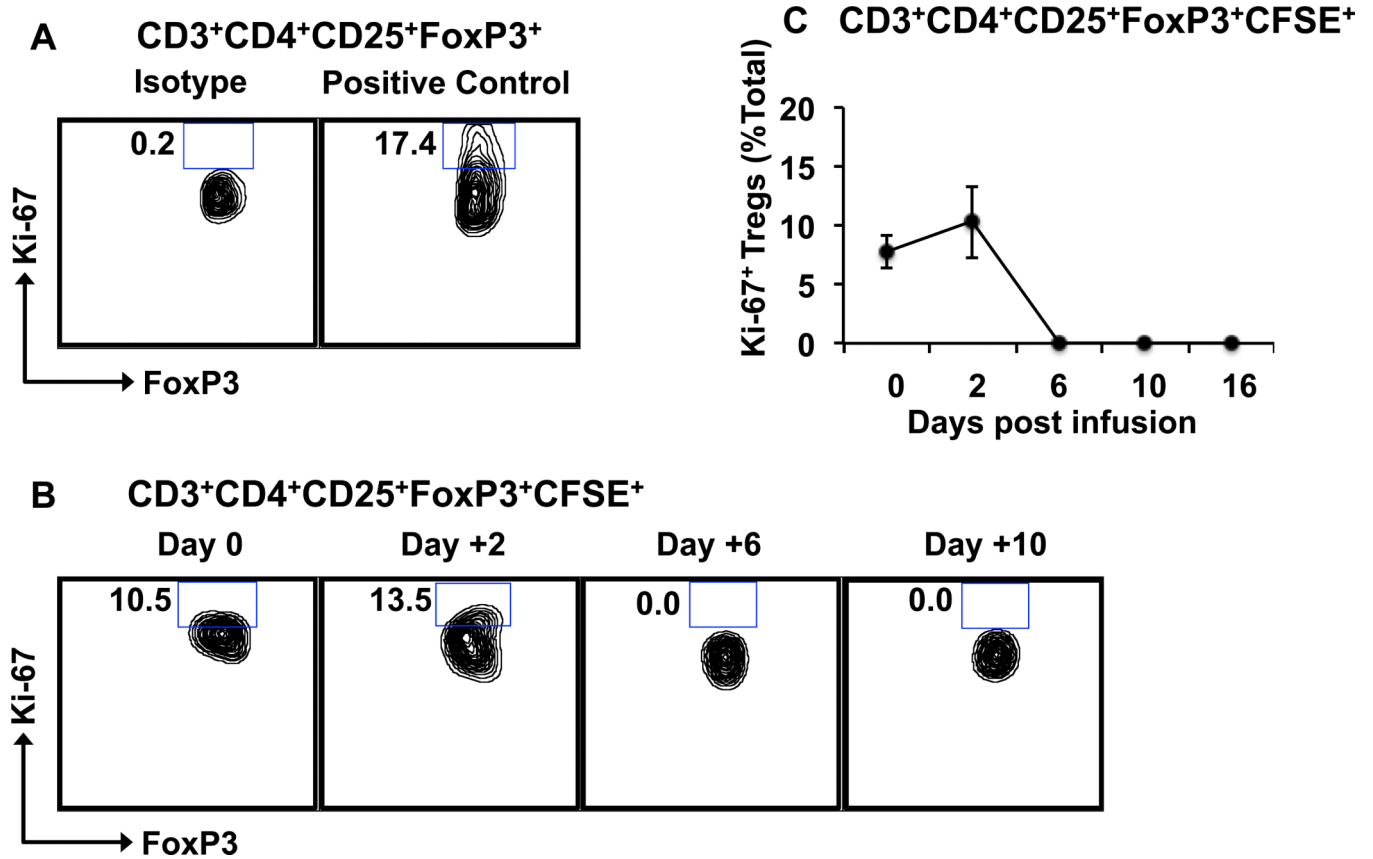 A CD3⁺CD4⁺CD25⁺FoxP3⁺
Isotype Positive Control
0.2 17.4
Ki-67
FoxP3
C CD3⁺CD4⁺CD25⁺FoxP3⁺CFSE⁺
Ki-67⁺ Tregs (%Total)
20
15
10
5
0
0 2 6 10 16
Days post infusion
B CD3⁺CD4⁺CD25⁺FoxP3⁺CFSE⁺
Day 0 Day +2 Day +6 Day +10
10.5 13.5 0.0 0.0
Ki-67
FoxP3